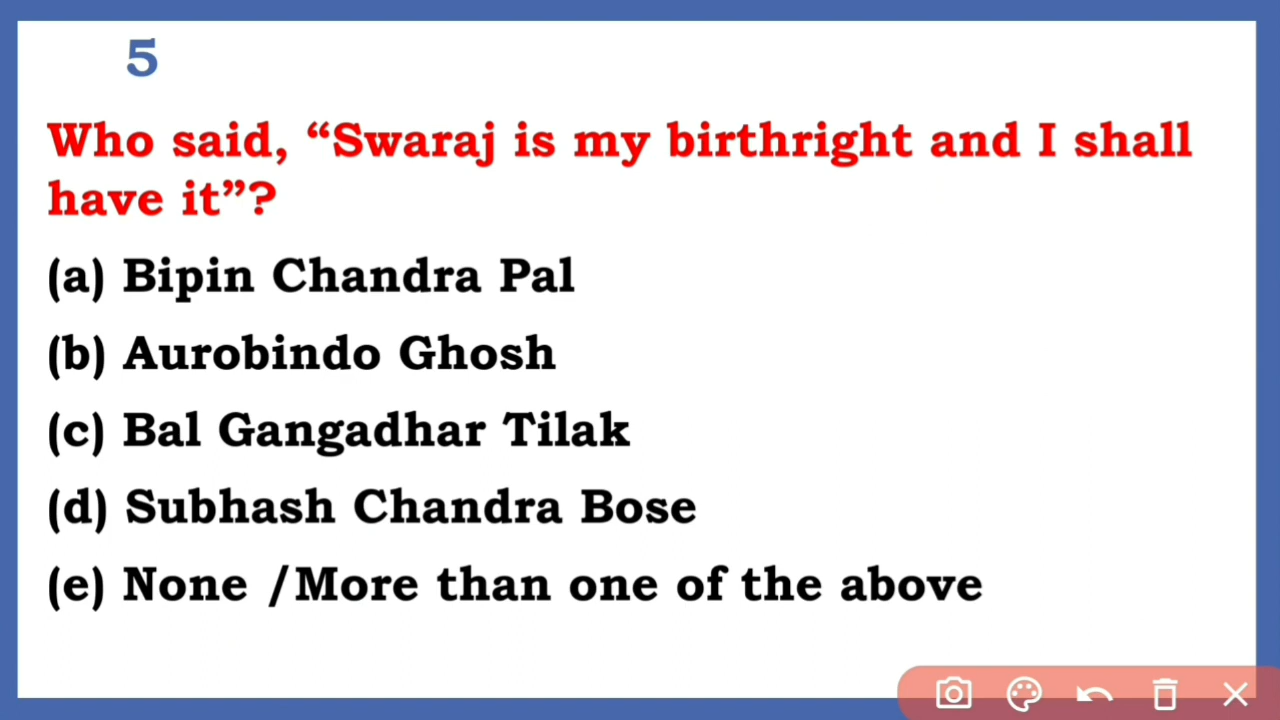 5
Who said, “Swaraj is my birthright and I shall
have it”?
(a) Bipin Chandra Pal
(b) Aurobindo Ghosh
(c) Bal Gangadhar Tilak
(d) Subhash Chandra Bose
(e) None /More than one of the above